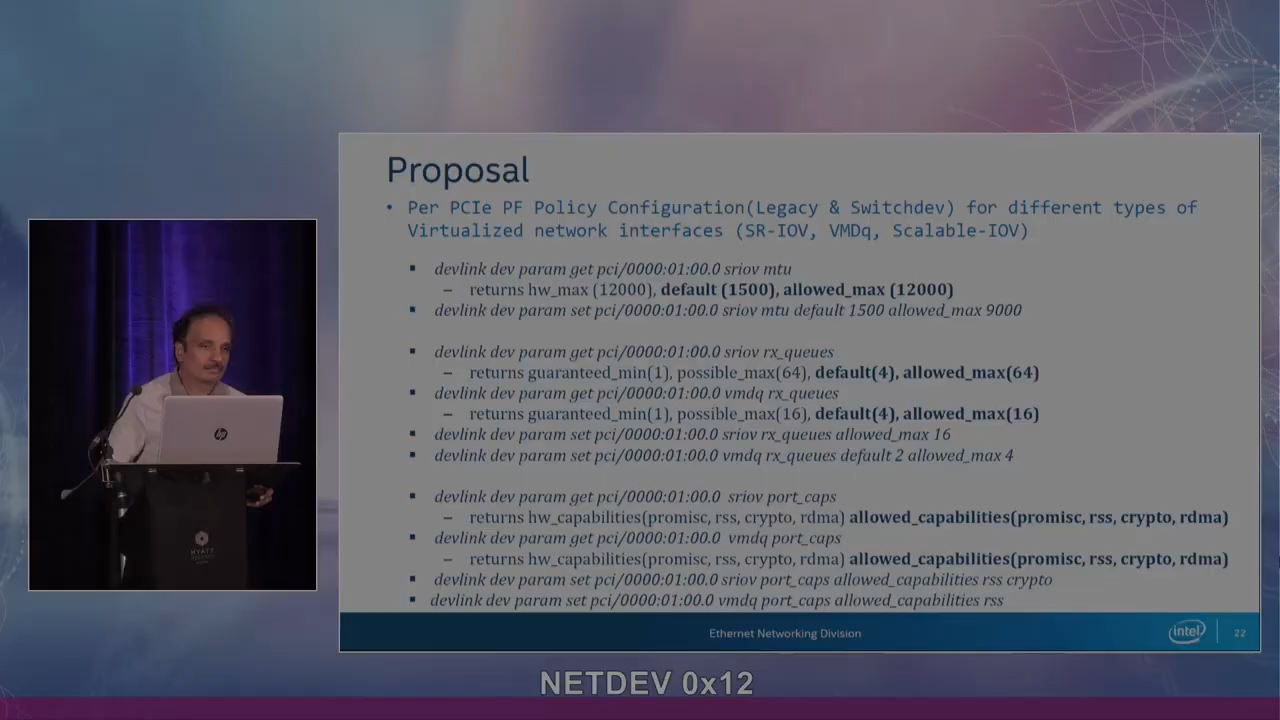 Proposal
• Per PCIe PF Policy Configuration(Legacy & Switchdev) for different types of
Virtualized network interfaces (SR-IOV, VMDq, Scalable-IOV)
▪ devlink dev param get pci/0000:01:00.0 sriov mtu
– returns hw_max (12000), default (1500), allowed_max (12000)
▪ devlink dev param set pci/0000:01:00.0 sriov mtu default 1500 allowed_max 9000
▪ devlink dev param get pci/0000:01:00.0 sriov rx_queues
– returns guaranteed_min(1), possible_max(64), default(4), allowed_max(64)
▪ devlink dev param get pci/0000:01:00.0 vmdq rx_queues
– returns guaranteed_min(1), possible_max(16), default(4), allowed_max(16)
▪ devlink dev param set pci/0000:01:00.0 sriov rx_queues allowed_max 16
▪ devlink dev param set pci/0000:01:00.0 vmdq rx_queues default 2 allowed_max 4
▪ devlink dev param get pci/0000:01:00.0 sriov port_caps
– returns hw_capabilities(promisc, rss, crypto, rdma) allowed_capabilities(promisc, rss, crypto, rdma)
▪ devlink dev param get pci/0000:01:00.0 vmdq port_caps
– returns hw_capabilities(promisc, rss, crypto, rdma) allowed_capabilities(promisc, rss, crypto, rdma)
▪ devlink dev param set pci/0000:01:00.0 sriov port_caps allowed_capabilities rss crypto
▪ devlink dev param set pci/0000:01:00.0 vmdq port_caps allowed_capabilities rss
Ethernet Networking Division
intel
22
hp
HYATT
NETDEV 0x12